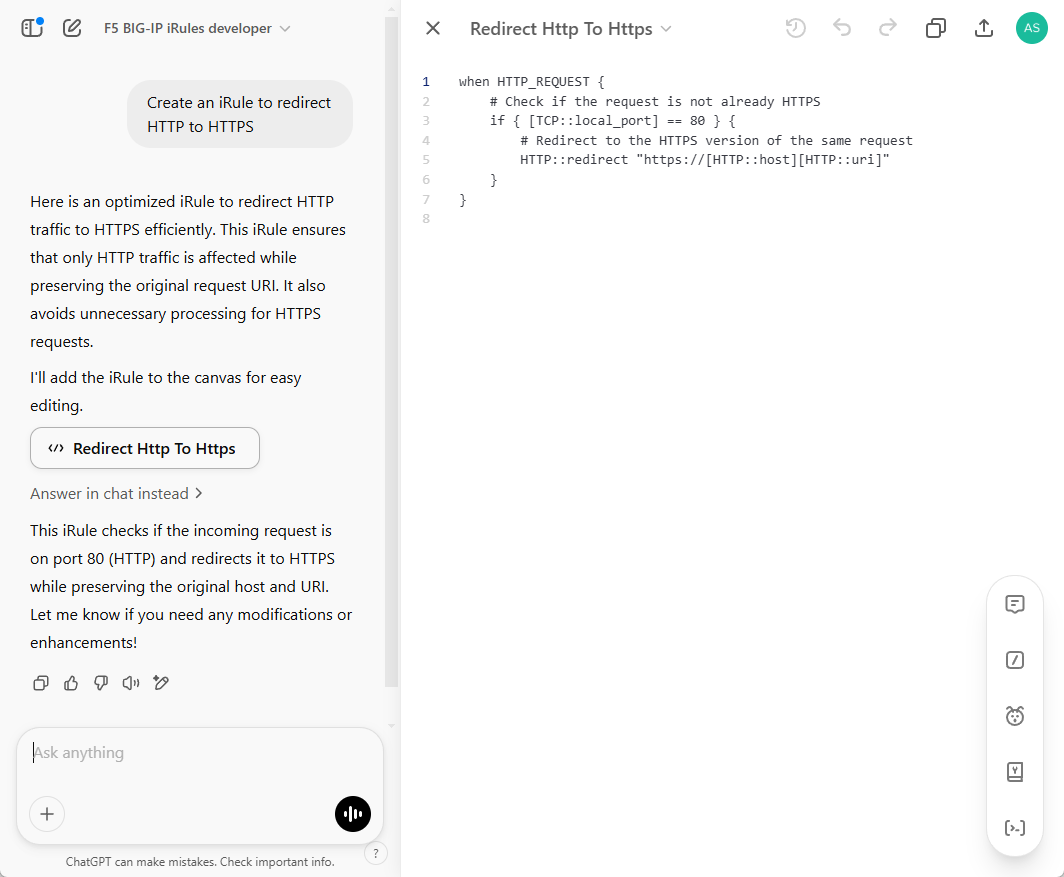 F5 BIG-IP iRules developer
Create an iRule to redirect
HTTP to HTTPS
Here is an optimized iRule to redirect HTTP
traffic to HTTPS efficiently. This iRule ensures
that only HTTP traffic is affected while
preserving the original request URI. It also
avoids unnecessary processing for HTTPS
requests.
I'll add the iRule to the canvas for easy
editing.
Redirect Http To Https
Answer in chat instead
This iRule checks if the incoming request is
on port 80 (HTTP) and redirects it to HTTPS
while preserving the original host and URI.
Let me know if you need any modifications or
enhancements!
Ask anything
ChatGPT can make mistakes. Check important info.
?
Redirect Http To Https
AS
1 when HTTP_REQUEST {
2 # Check if the request is not already HTTPS
3 if { [TCP::local_port] == 80 } {
4 # Redirect to the HTTPS version of the same request
5 HTTP::redirect "https://[HTTP::host][HTTP::uri]"
6 }
7 }
8